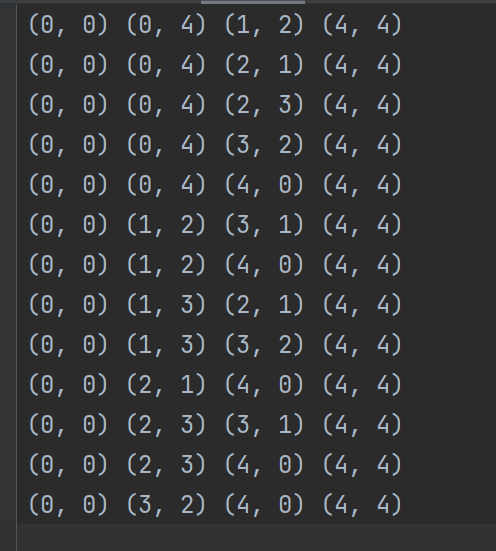 (0, 0) (0, 4) (1, 2) (4, 4)
(0, 0) (0, 4) (2, 1) (4, 4)
(0, 0) (0, 4) (2, 3) (4, 4)
(0, 0) (0, 4) (3, 2) (4, 4)
(0, 0) (0, 4) (4, 0) (4, 4)
(0, 0) (1, 2) (3, 1) (4, 4)
(0, 0) (1, 2) (4, 0) (4, 4)
(0, 0) (1, 3) (2, 1) (4, 4)
(0, 0) (1, 3) (3, 2) (4, 4)
(0, 0) (2, 1) (4, 0) (4, 4)
(0, 0) (2, 3) (3, 1) (4, 4)
(0, 0) (2, 3) (4, 0) (4, 4)
(0, 0) (3, 2) (4, 0) (4, 4)